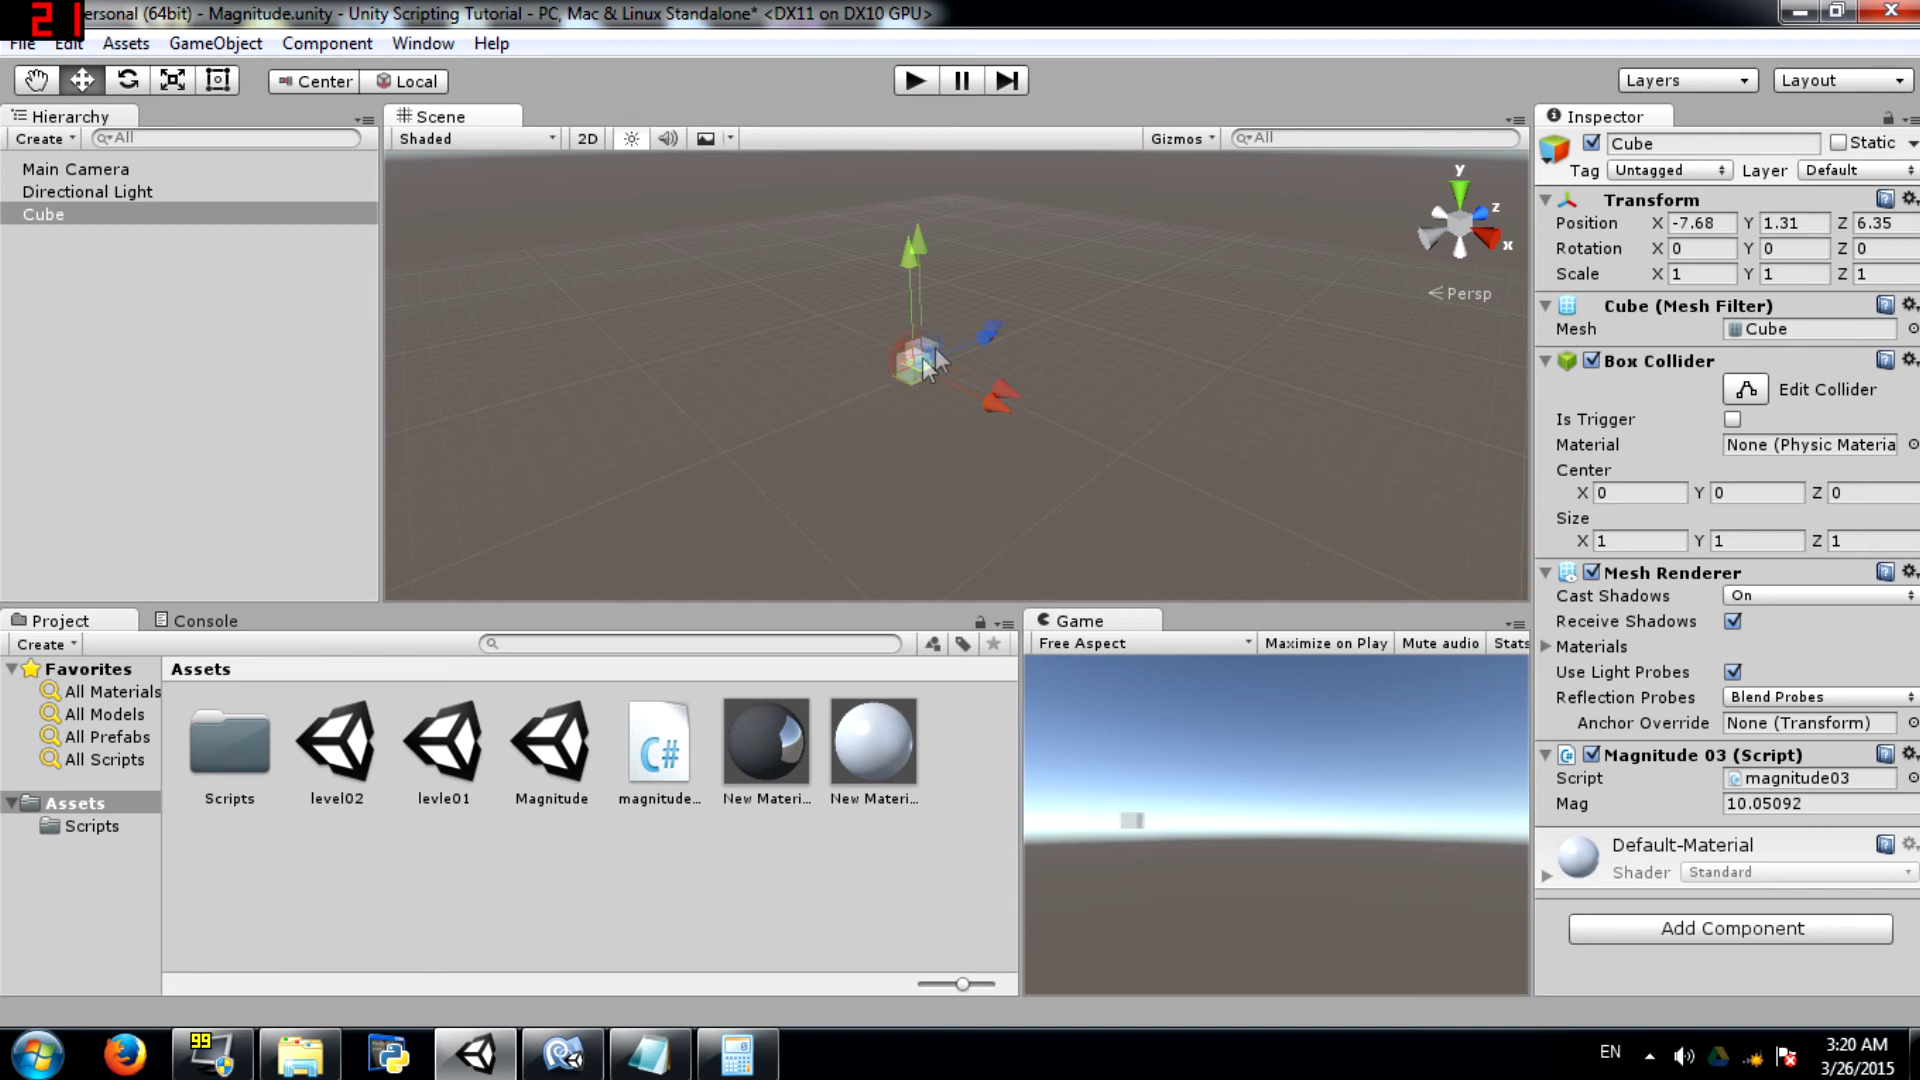 21 ersonal (64bit) - Magnitude.unity - Unity Scripting Tutorial - PC, Mac & Linux Standalone* <DX11 on DX10 GPU>
File Edit Assets GameObject Component Window Help
Center Local Layers Layout
Hierarchy
Create All
Main Camera
Directional Light
Cube
Scene
Shaded 2D Gizmos All
y
z
x
Persp
Inspector
Cube Static
Tag Untagged Layer Default
Transform
Position X -7.68 Y 1.31 Z 6.35
Rotation X 0 Y 0 Z 0
Scale X 1 Y 1 Z 1
Cube (Mesh Filter)
Mesh Cube
Box Collider
Edit Collider
Is Trigger
Material None (Physic Materia
Center
X 0 Y 0 Z 0
Size
X 1 Y 1 Z 1
Mesh Renderer
Cast Shadows On
Receive Shadows
Materials
Use Light Probes
Reflection Probes Blend Probes
Anchor Override None (Transform)
Magnitude 03 (Script)
Script magnitude03
Mag 10.05092
Default-Material
Shader Standard
Add Component
Project Console
Create
Favorites
All Materials
All Models
All Prefabs
All Scripts
Assets
Scripts
Assets
C#
Scripts level02 levle01 Magnitude magnitude... New Materi... New Materi...
Game
Free Aspect Maximize on Play Mute audio Stats
99
EN
3:20 AM
3/26/2015